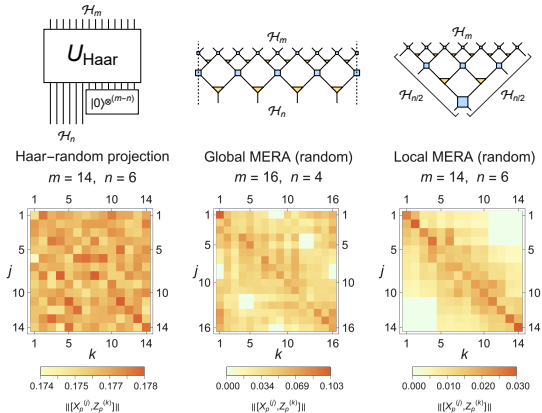 ℋₘ
U_Haar
|0⟩^⊗(m−n)
ℋₙ
Haar−random projection
m = 14, n = 6
1 5 10 14
1 5 10 14
j
1 5 10 14
k
0.174 0.175 0.177 0.178
||[Xₚ⁽ʲ⁾,Zₚ⁽ᵏ⁾]||
ℋₘ
ℋₙ
Global MERA (random)
m = 16, n = 4
1 5 10 16
1 5 10 16
1 5 10 16
k
0.000 0.034 0.069 0.103
||[Xₚ⁽ʲ⁾,Zₚ⁽ᵏ⁾]||
ℋₘ
ℋ_n/2
ℋ_n/2
Local MERA (random)
m = 14, n = 6
1 5 10 14
1 5 10 14
j
1 5 10 14
k
0.000 0.010 0.020 0.030
||[Xₚ⁽ʲ⁾,Zₚ⁽ᵏ⁾]||